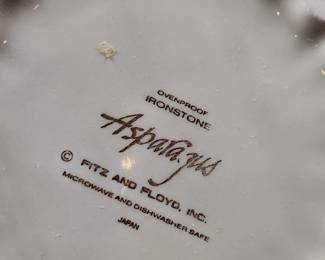 OVENPROOF
IRONSTONE
Asparagus
© FITZ AND FLOYD, INC.
MICROWAVE AND DISHWASHER SAFE
JAPAN